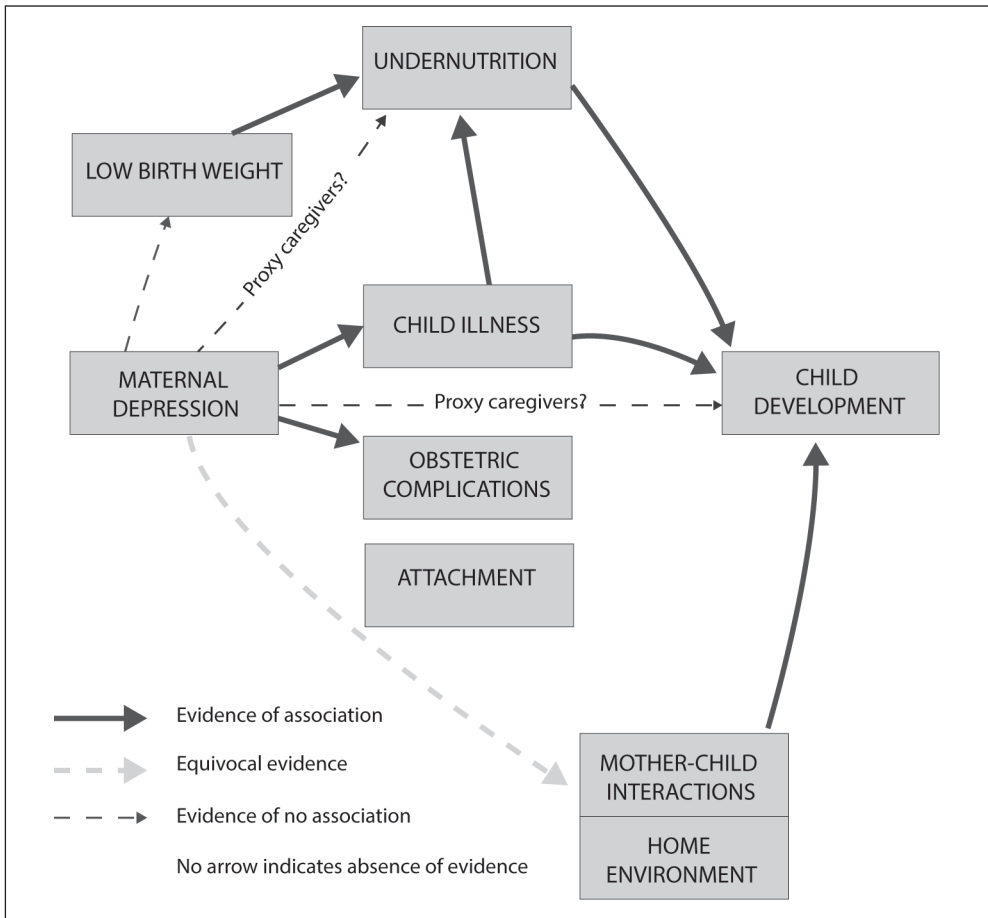 UNDERNUTRITION
LOW BIRTH WEIGHT
Proxy caregivers?
CHILD ILLNESS
MATERNAL
DEPRESSION
Proxy caregivers?
CHILD
DEVELOPMENT
OBSTETRIC
COMPLICATIONS
ATTACHMENT
MOTHER-CHILD
INTERACTIONS
HOME
ENVIRONMENT
Evidence of association
Equivocal evidence
Evidence of no association
No arrow indicates absence of evidence